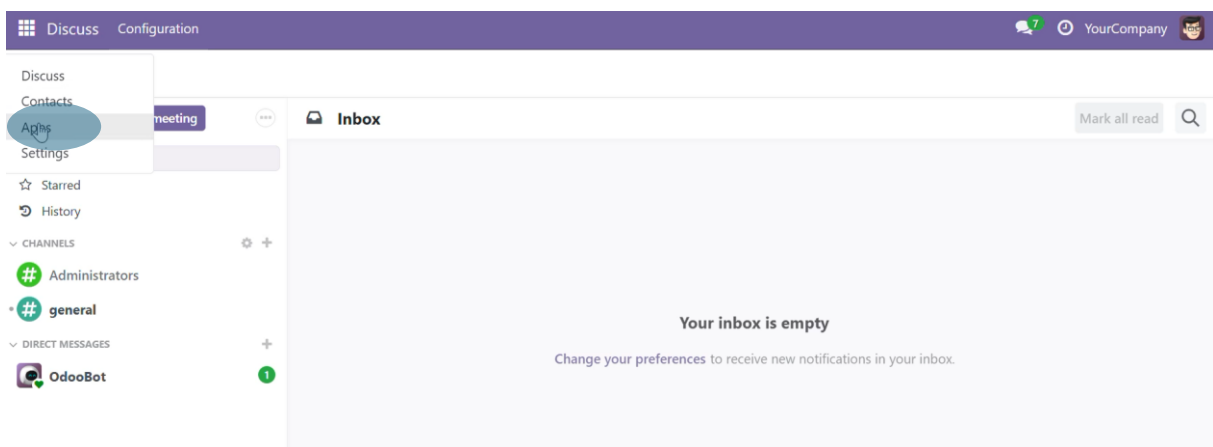 Discuss Configuration 7 YourCompany
Discuss
Contacts
Apps
Settings
meeting
Inbox
Mark all read
Starred
History
CHANNELS
Administrators
general
DIRECT MESSAGES
OdooBot 1
Your inbox is empty
Change your preferences to receive new notifications in your inbox.